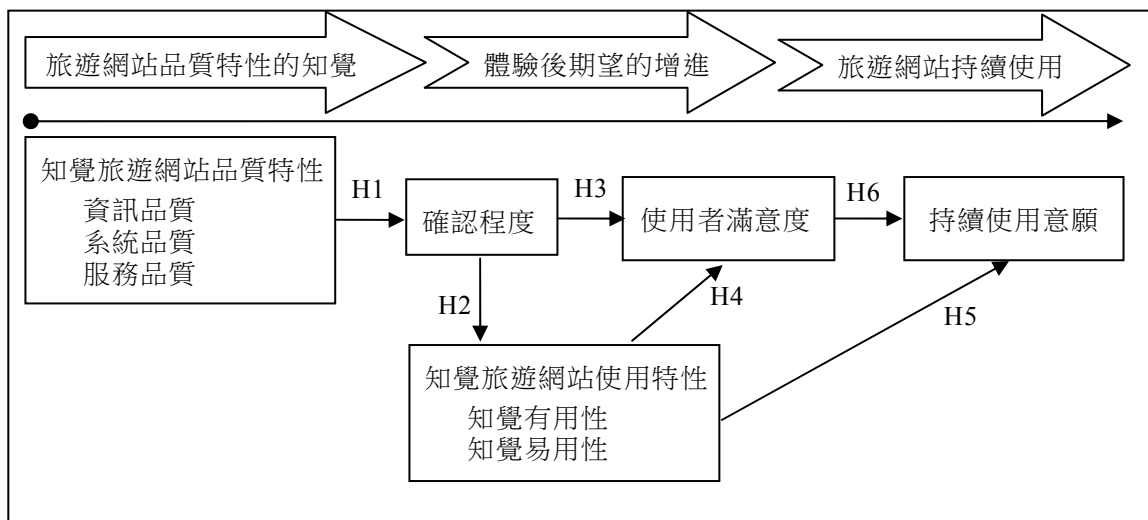 旅遊網站品質特性的知覺
體驗後期望的增進
旅遊網站持續使用
知覺旅遊網站品質特性
資訊品質
系統品質
服務品質
H1
確認程度
H3
使用者滿意度
H6
持續使用意願
H2
H4
H5
知覺旅遊網站使用特性
知覺有用性
知覺易用性